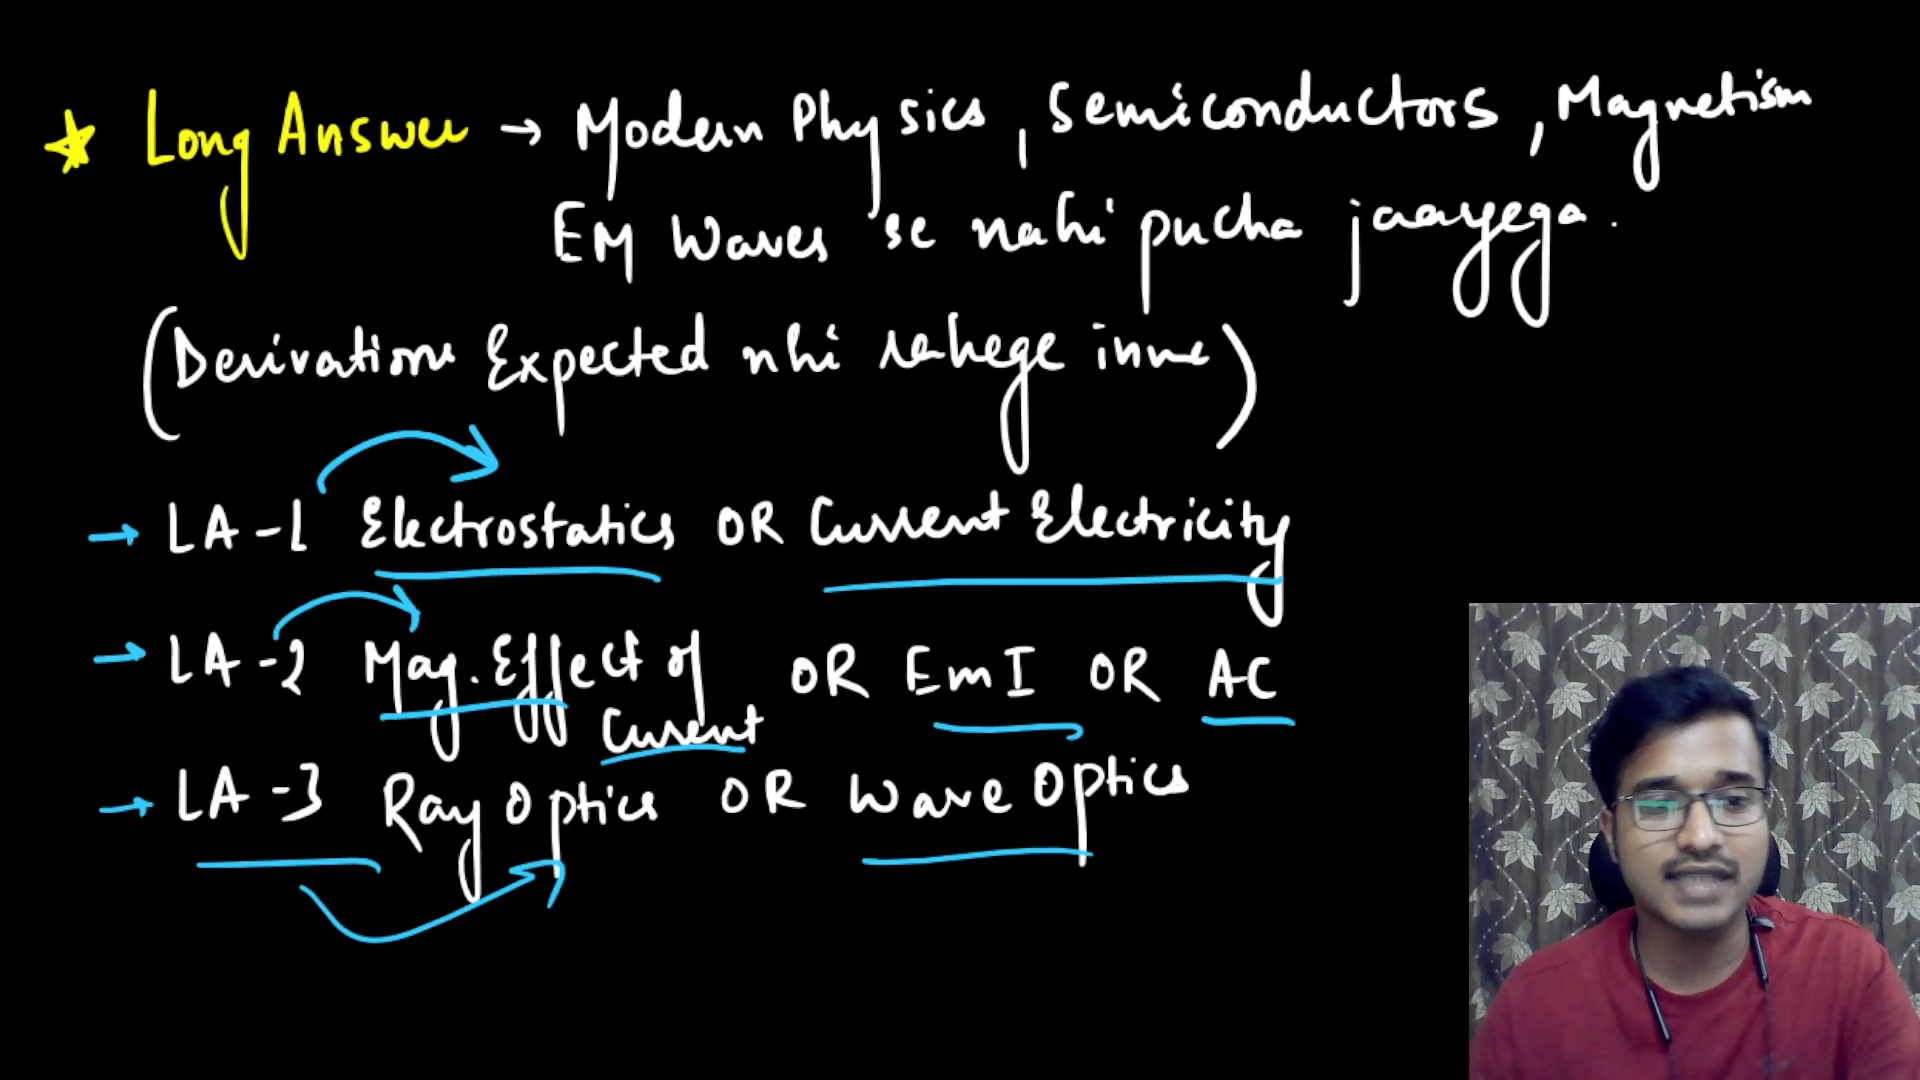 ★ Long Answer → Modern Physics, Semiconductors, Magnetism
EM Waves se nahi pucha jaayega.
(Derivations Expected nhi rahege inme)
→ LA-1 Electrostatics OR Current Electricity
→ LA-2 Mag. Effect of Current OR EmI OR AC
→ LA-3 Ray Optics OR Wave Optics